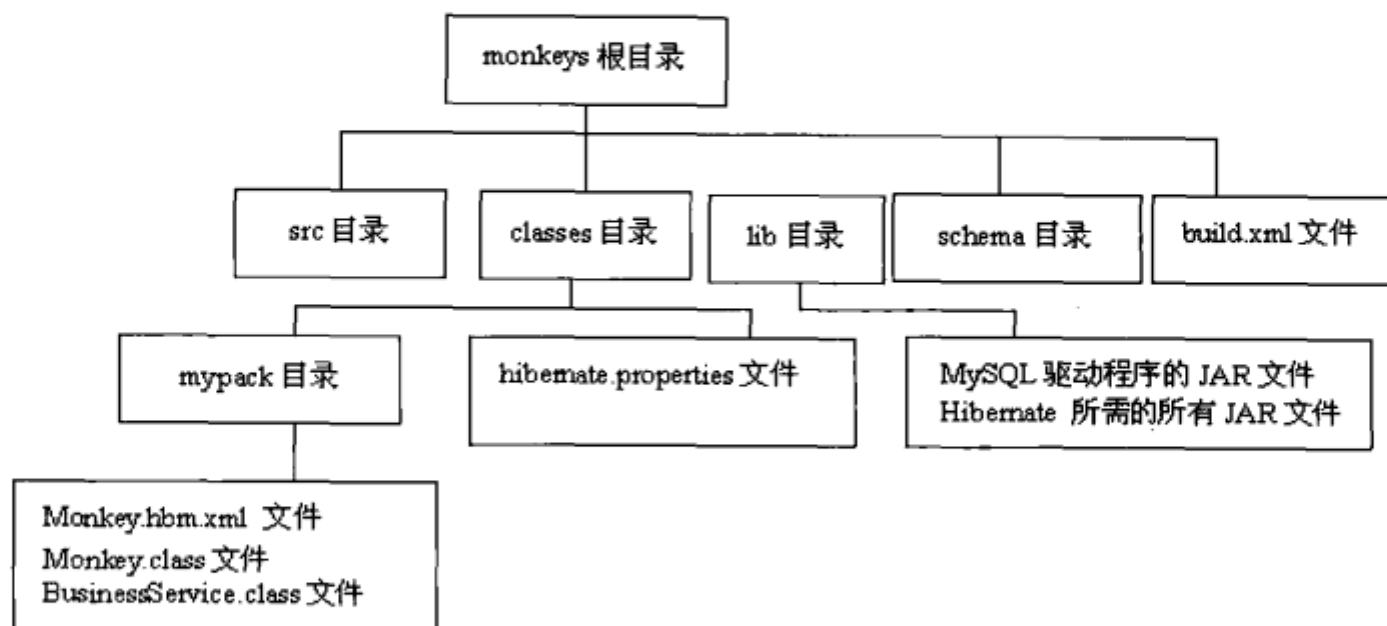 monkeys 根目录
src 目录
classes 目录
lib 目录
schema 目录
build.xml 文件
mypack 目录
hibernate.properties 文件
MySQL 驱动程序的 JAR 文件
Hibernate 所需的所有 JAR 文件
Monkey.hbm.xml 文件
Monkey.class 文件
BusinessService.class 文件